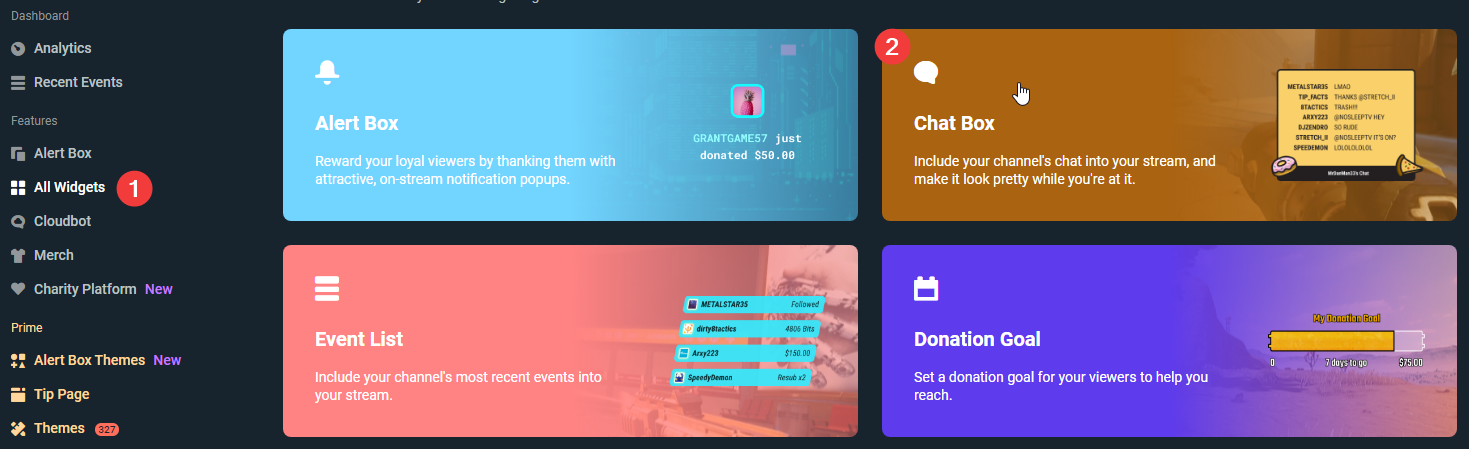 Dashboard
Analytics
Recent Events
Features
Alert Box
All Widgets
1
Cloudbot
Merch
Charity Platform New
Prime
Alert Box Themes New
Tip Page
Themes 327
Alert Box
Reward your loyal viewers by thanking them with
attractive, on-stream notification popups.
GRANTGAME57 just
donated $50.00
2
Chat Box
Include your channel's chat into your stream, and
make it look pretty while you're at it.
METALSTAR35 LMAO
TIP_FACTS THANKS @STRETCH_II
BTACTICS TRASH!!!
ARXY223 @NOSLEEPTV HEY
DJZENDRO SO RUDE
STRETCH_II @NOSLEEPTV IT'S ON?
SPEEDEMON LOLOLOLOLOL
Chat
Event List
Include your channel's most recent events into
your stream.
METALSTAR35 Followed
dirtyBtactics 4806 Bits
Arxy223 $150.00
SpeedyDemon Resub x2
Donation Goal
Set a donation goal for your viewers to help you
reach.
My Donation Goal
0 7 days to go $75.00